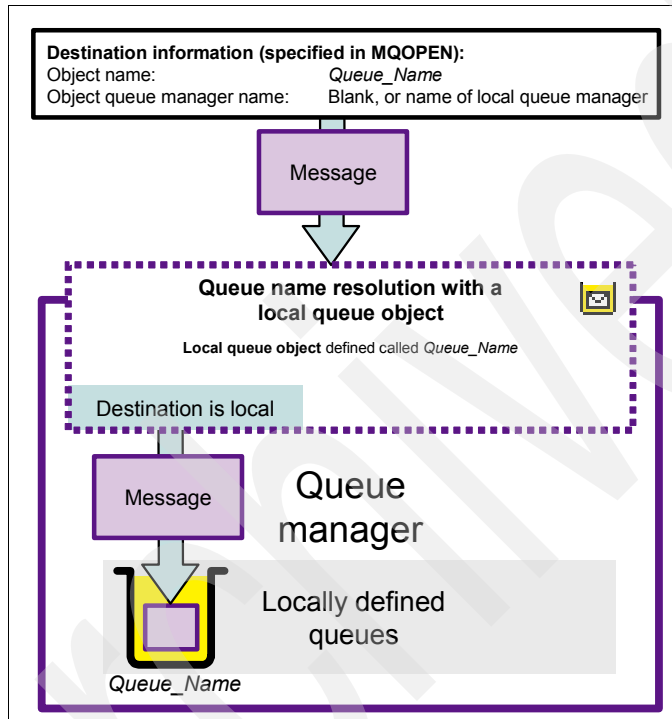 Destination information (specified in MQOPEN):
Object name: Queue_Name
Object queue manager name: Blank, or name of local queue manager
Message
Queue name resolution with a
local queue object
Local queue object defined called Queue_Name
Destination is local
Message
Queue
manager
Locally defined
queues
Queue_Name